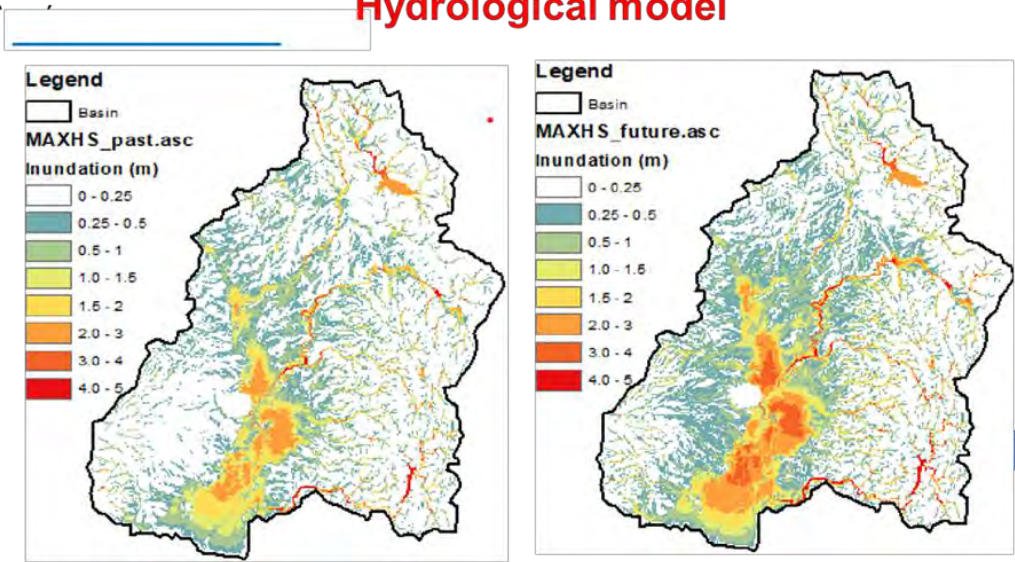 Hydrological model
Legend
Basin
MAXHS_past.asc
Inundation (m)
0 - 0.25
0.25 - 0.5
0.5 - 1
1.0 - 1.5
1.5 - 2
2.0 - 3
3.0 - 4
4.0 - 5
Legend
Basin
MAXHS_future.asc
Inundation (m)
0 - 0.25
0.25 - 0.5
0.5 - 1
1.0 - 1.5
1.5 - 2
2.0 - 3
3.0 - 4
4.0 - 5